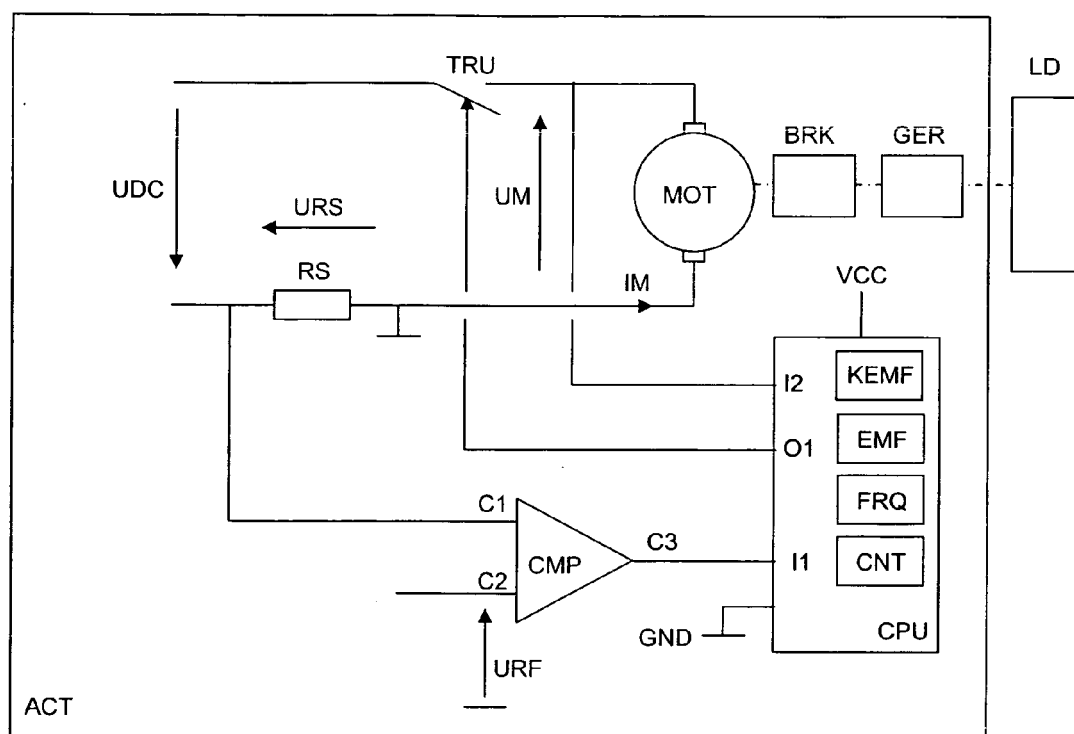 TRU
LD
BRK
GER
MOT
UDC
URS
UM
RS
IM
VCC
I2
KEMF
O1
EMF
FRQ
C1
CMP
C3
I1
CNT
C2
GND
CPU
URF
ACT